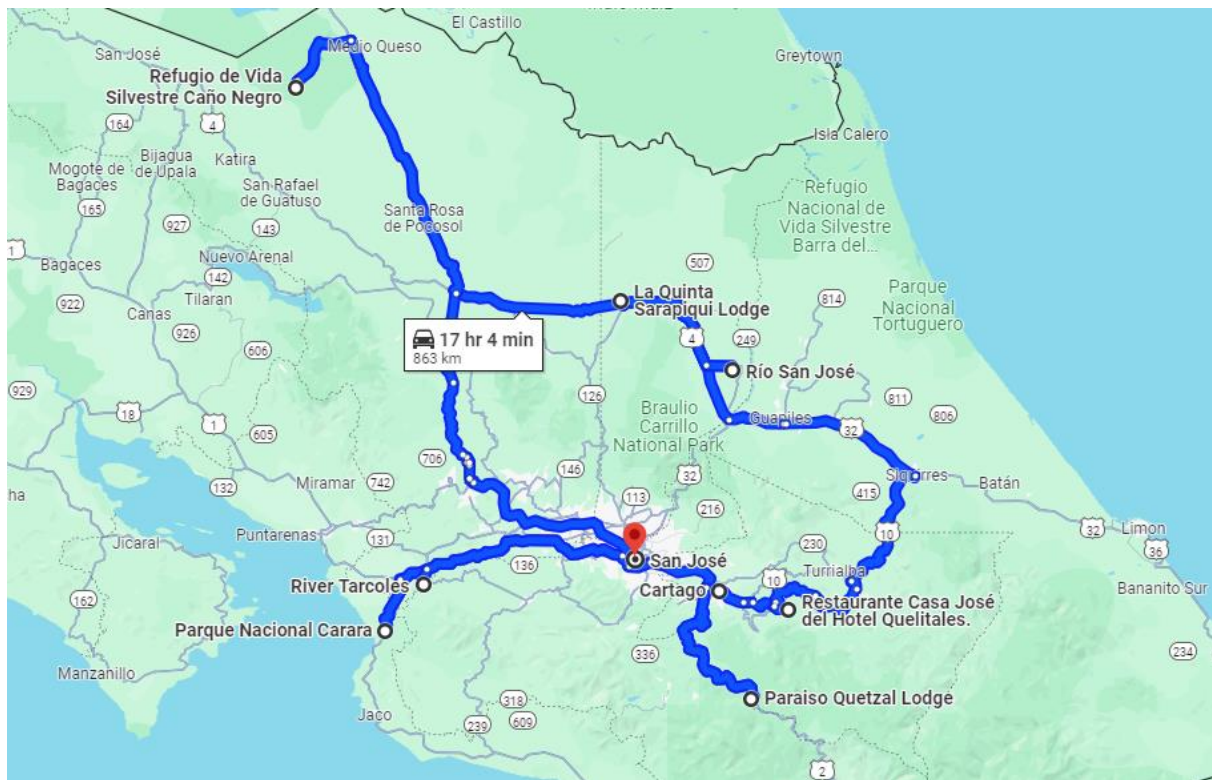 El Castillo
Medio Queso
San José
Greytown
Refugio de Vida
Silvestre Caño Negro
164
4
Isla Calero
Katira
Mogote de
Bagaces
Bijagua
de Upala
San Rafael
de Guatuso
Refugio
Nacional de
Vida Silvestre
Barra del...
165
927
143
Santa Rosa
de Pocosol
1
Nuevo Arenal
507
Bagaces
142
Tilaran
La Quinta
Sarapiqui Lodge
814
Parque
Nacional
Tortuguero
922
Canas
926
17 hr 4 min
863 km
4
249
606
Río San José
929
126
811
806
18
1
605
Braulio
Carrillo
National Park
Guapiles
32
706
146
32
Siquirres
Batán
132
Miramar
742
113
216
415
ha
Puntarenas
131
10
32
Limon
Jicaral
136
San José
230
36
River Tarcoles
Cartago
10
Turrialba
Bananito Sur
162
Restaurante Casa José
del Hotel Quelitales.
Parque Nacional Carara
336
234
Manzanillo
318
Paraiso Quetzal Lodge
Jaco
239
609
2